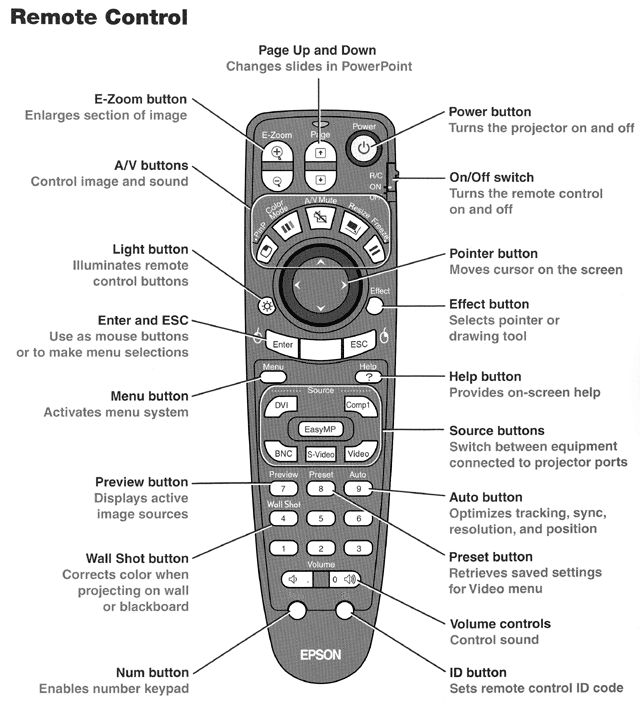 Remote Control
Page Up and Down
Changes slides in PowerPoint
E-Zoom button
Enlarges section of image
A/V buttons
Control image and sound
Light button
Illuminates remote
control buttons
Enter and ESC
Use as mouse buttons
or to make menu selections
Menu button
Activates menu system
Preview button
Displays active
image sources
Wall Shot button
Corrects color when
projecting on wall
or blackboard
Num button
Enables number keypad
Power button
Turns the projector on and off
On/Off switch
Turns the remote control
on and off
Pointer button
Moves cursor on the screen
Effect button
Selects pointer or
drawing tool
Help button
Provides on-screen help
Source buttons
Switch between equipment
connected to projector ports
Auto button
Optimizes tracking, sync,
resolution, and position
Preset button
Retrieves saved settings
for Video menu
Volume controls
Control sound
ID button
Sets remote control ID code
E-Zoom Page Power
R/C
ON
PinP Color Mode A/V Mute Resize Freeze
Effect
Enter ESC
Menu Help
?
Source
DVI Comp1
EasyMP
BNC S-Video Video
Preview Preset Auto
7 8 9
Wall Shot
4 5 6
1 2 3
Volume
. 0
EPSON